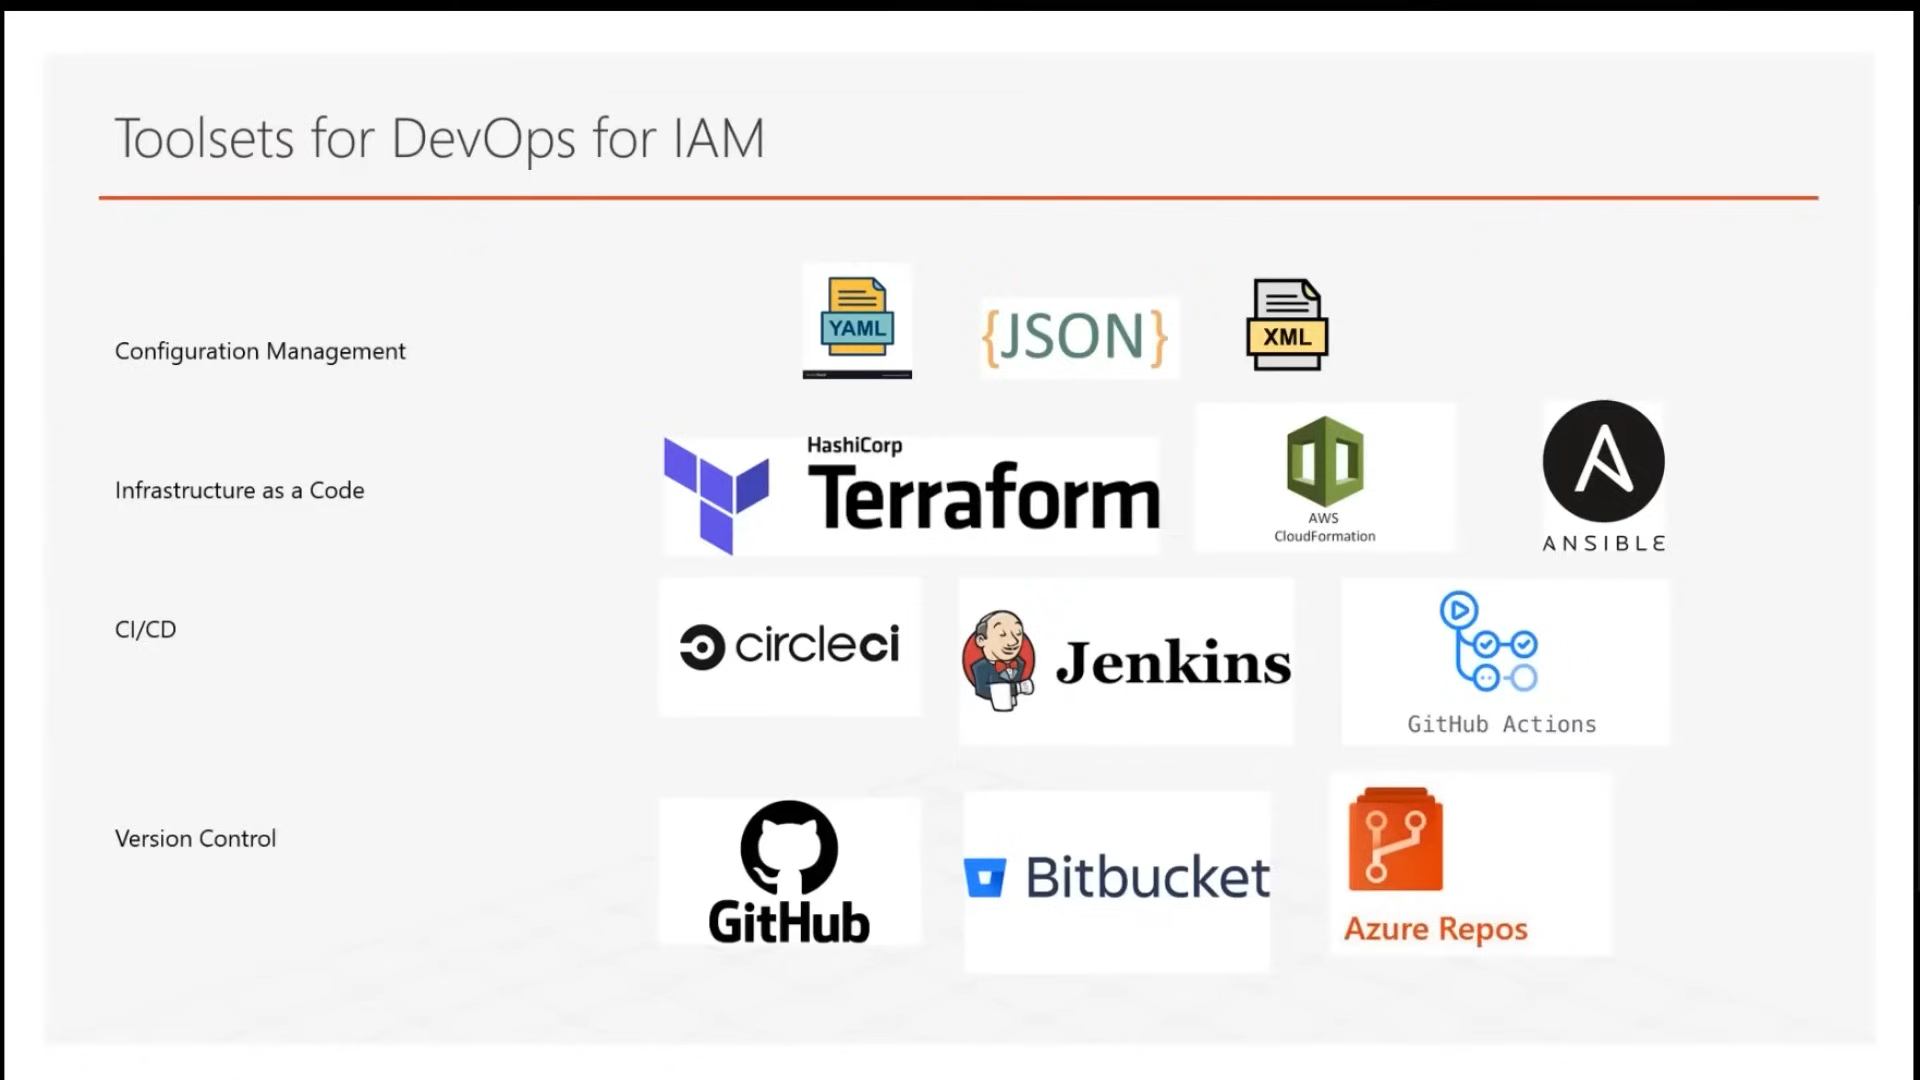 Toolsets for DevOps for IAM
Configuration Management
YAML
{JSON}
XML
Infrastructure as a Code
HashiCorp
Terraform
AWS
CloudFormation
ANSIBLE
CI/CD
circleci
Jenkins
GitHub Actions
Version Control
GitHub
Bitbucket
Azure Repos